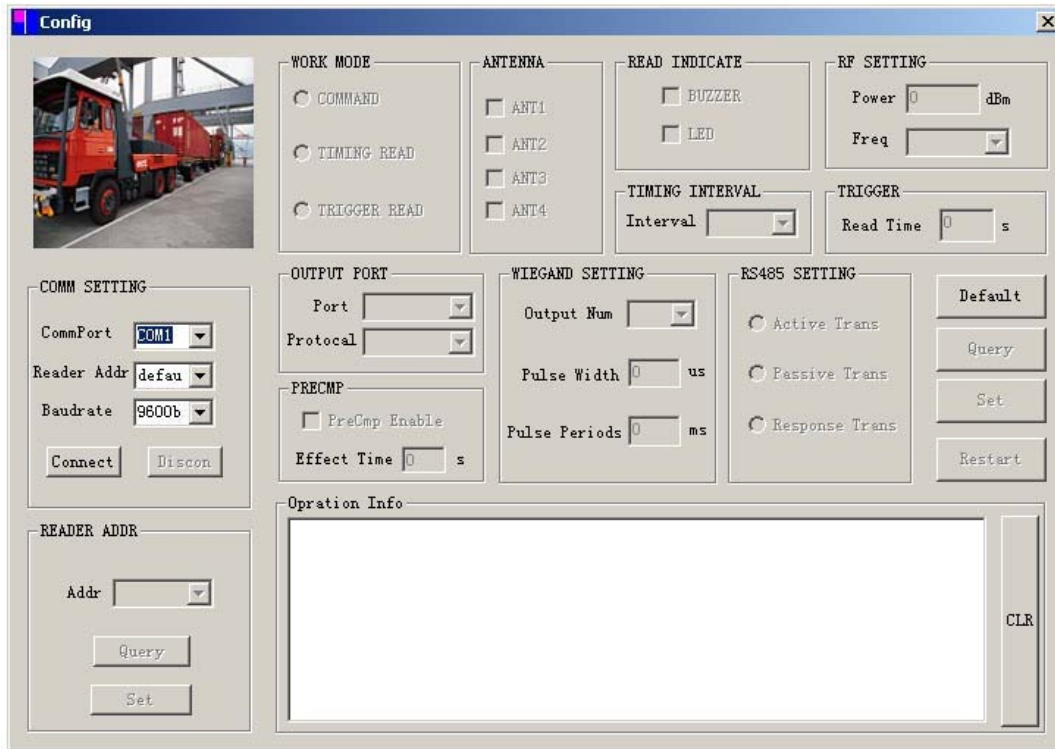 Config
WORK MODE
COMMAND
TIMING READ
TRIGGER READ
ANTENNA
ANT1
ANT2
ANT3
ANT4
READ INDICATE
BUZZER
LED
RF SETTING
Power 0 dBm
Freq
TIMING INTERVAL
Interval
TRIGGER
Read Time 0 s
COMM SETTING
CommPort COM1
Reader Addr defau
Baudrate 9600b
Connect Discon
OUTPUT PORT
Port
Protocal
PRECMP
PreCmp Enable
Effect Time 0 s
WIEGAND SETTING
Output Num
Pulse Width 0 us
Pulse Periods 0 ms
RS485 SETTING
Active Trans
Passive Trans
Response Trans
Default
Query
Set
Restart
READER ADDR
Addr
Query
Set
Opration Info
CLR